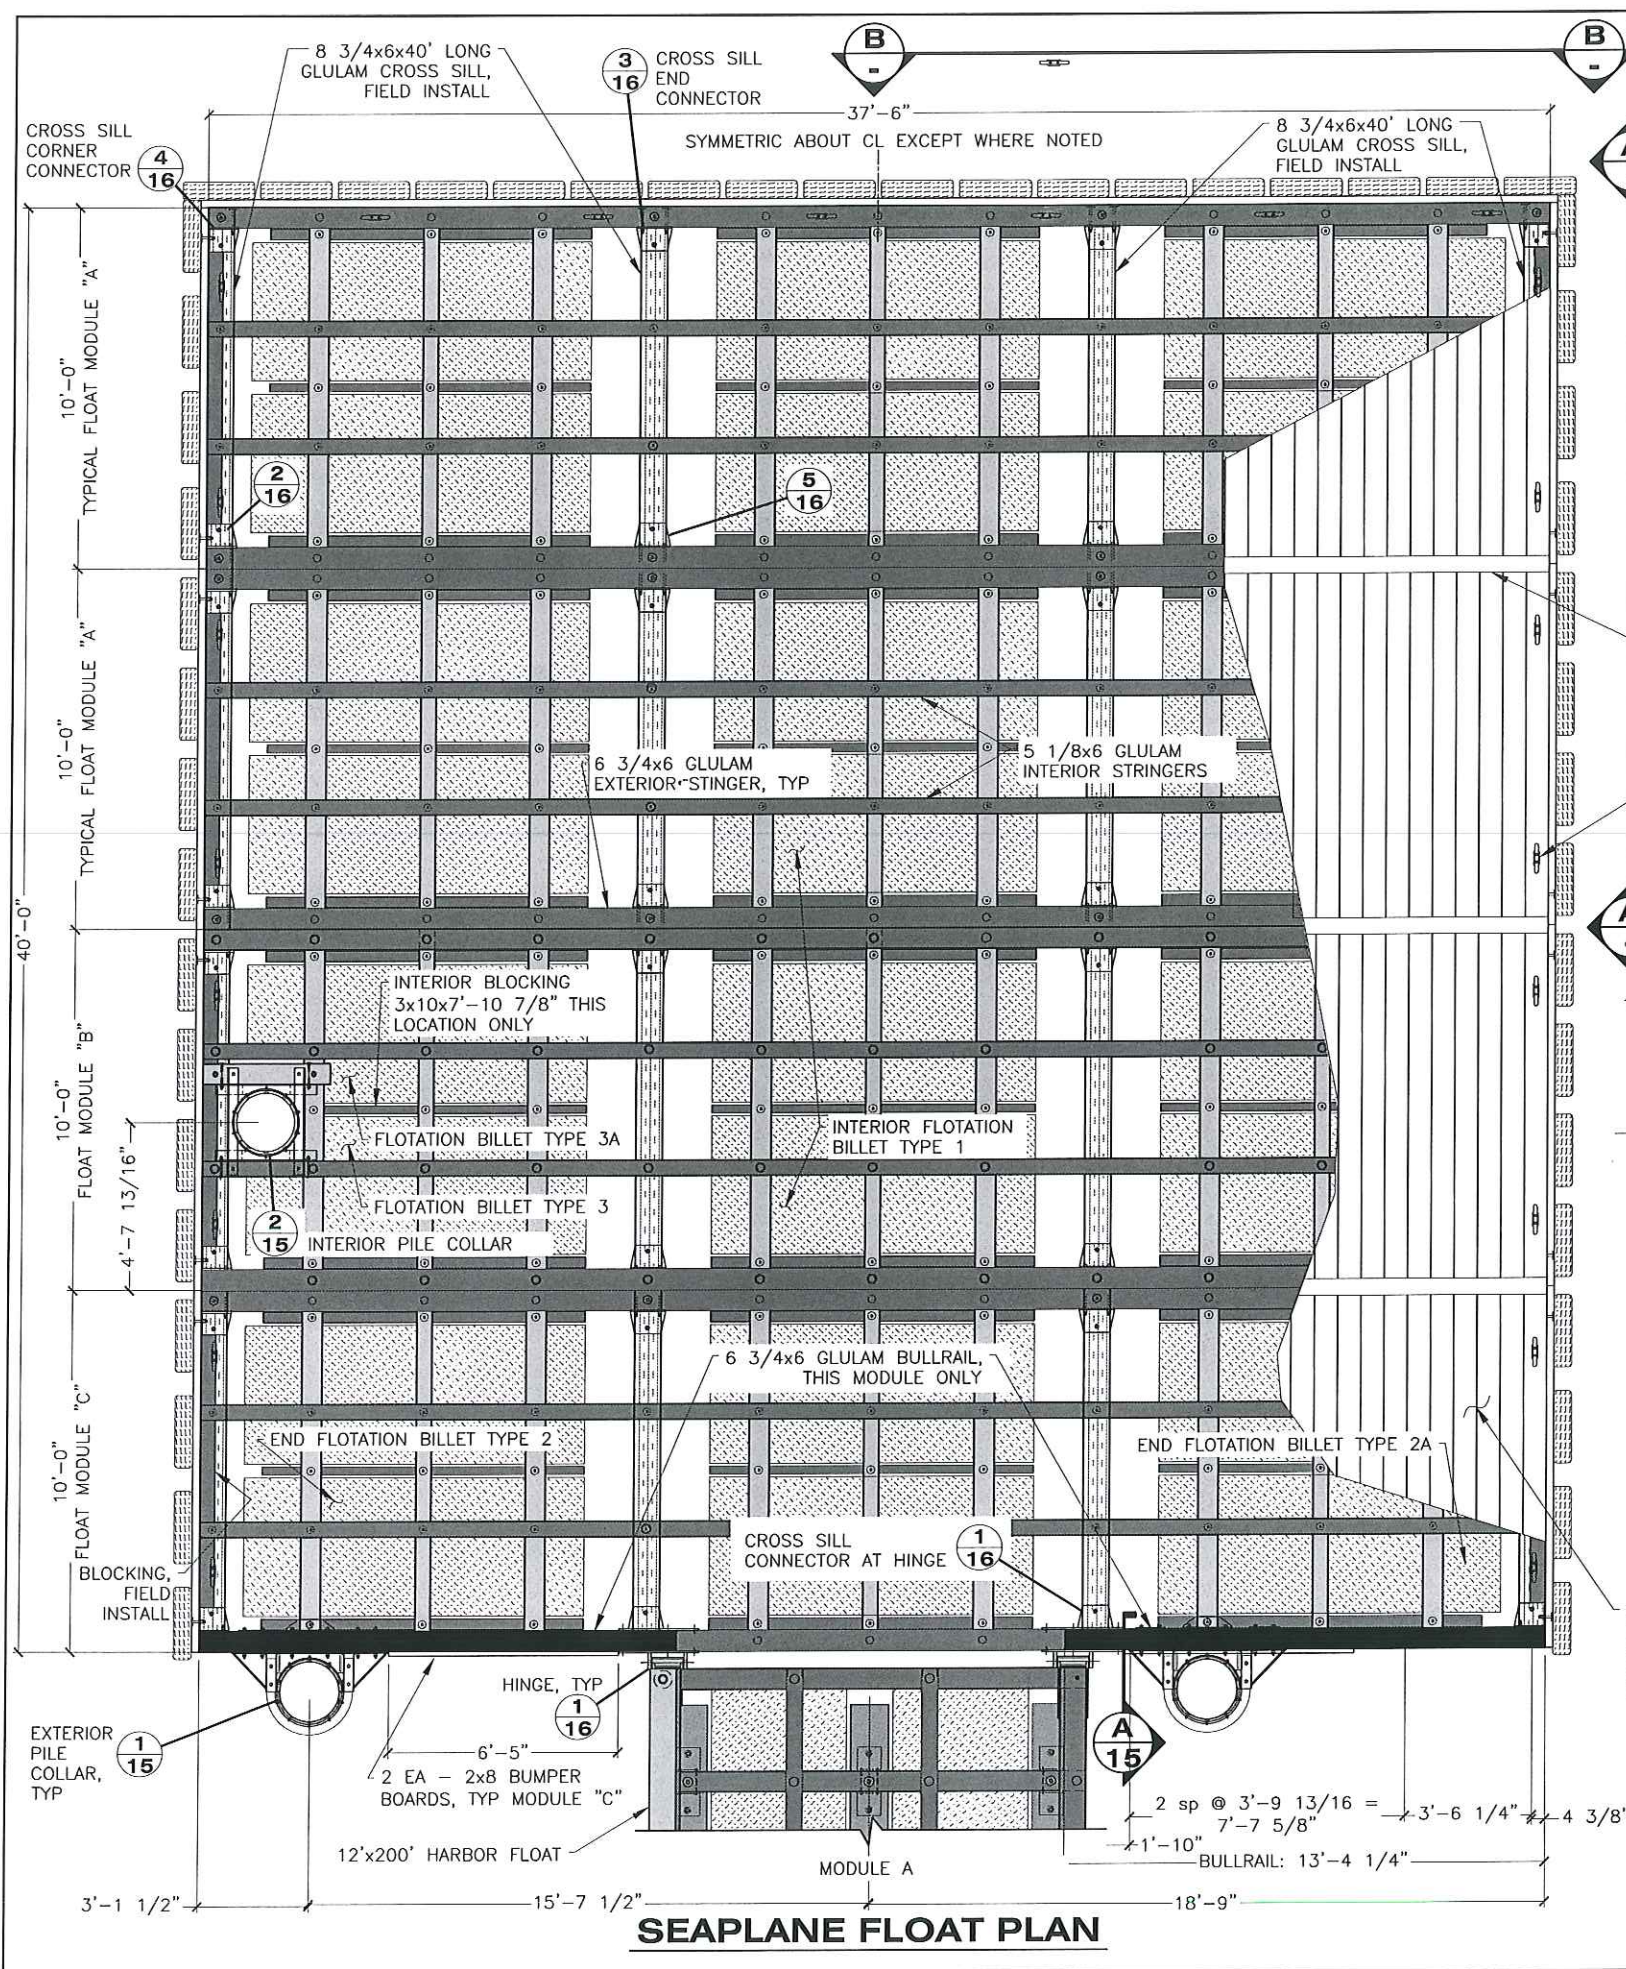 8 3/4x6x40' LONG
GLULAM CROSS SILL,
FIELD INSTALL
3
16
CROSS SILL
END
CONNECTOR
B
-
B
-
37'-6"
SYMMETRIC ABOUT CL EXCEPT WHERE NOTED
8 3/4x6x40' LONG
GLULAM CROSS SILL,
FIELD INSTALL
CROSS SILL
CORNER
CONNECTOR
4
16
10'-0"
TYPICAL FLOAT MODULE "A"
2
16
5
16
10'-0"
TYPICAL FLOAT MODULE "A"
6 3/4x6 GLULAM
EXTERIOR STINGER, TYP
5 1/8x6 GLULAM
INTERIOR STRINGERS
40'-0"
INTERIOR BLOCKING
3x10x7'-10 7/8" THIS
LOCATION ONLY
10'-0"
FLOAT MODULE "B"
4'-7 13/16"
FLOTATION BILLET TYPE 3A
INTERIOR FLOTATION
BILLET TYPE 1
FLOTATION BILLET TYPE 3
2
15
INTERIOR PILE COLLAR
6 3/4x6 GLULAM BULLRAIL,
THIS MODULE ONLY
10'-0"
FLOAT MODULE "C"
END FLOTATION BILLET TYPE 2
END FLOTATION BILLET TYPE 2A
CROSS SILL
CONNECTOR AT HINGE
1
16
BLOCKING,
FIELD
INSTALL
HINGE, TYP
1
16
EXTERIOR
PILE
COLLAR,
TYP
1
15
6'-5"
2 EA - 2x8 BUMPER
BOARDS, TYP MODULE "C"
A
15
2 sp @ 3'-9 13/16 =
7'-7 5/8"
3'-6 1/4"
4 3/8"
1'-10"
12'x200' HARBOR FLOAT
MODULE A
BULLRAIL: 13'-4 1/4"
3'-1 1/2"
15'-7 1/2"
18'-9"
SEAPLANE FLOAT PLAN